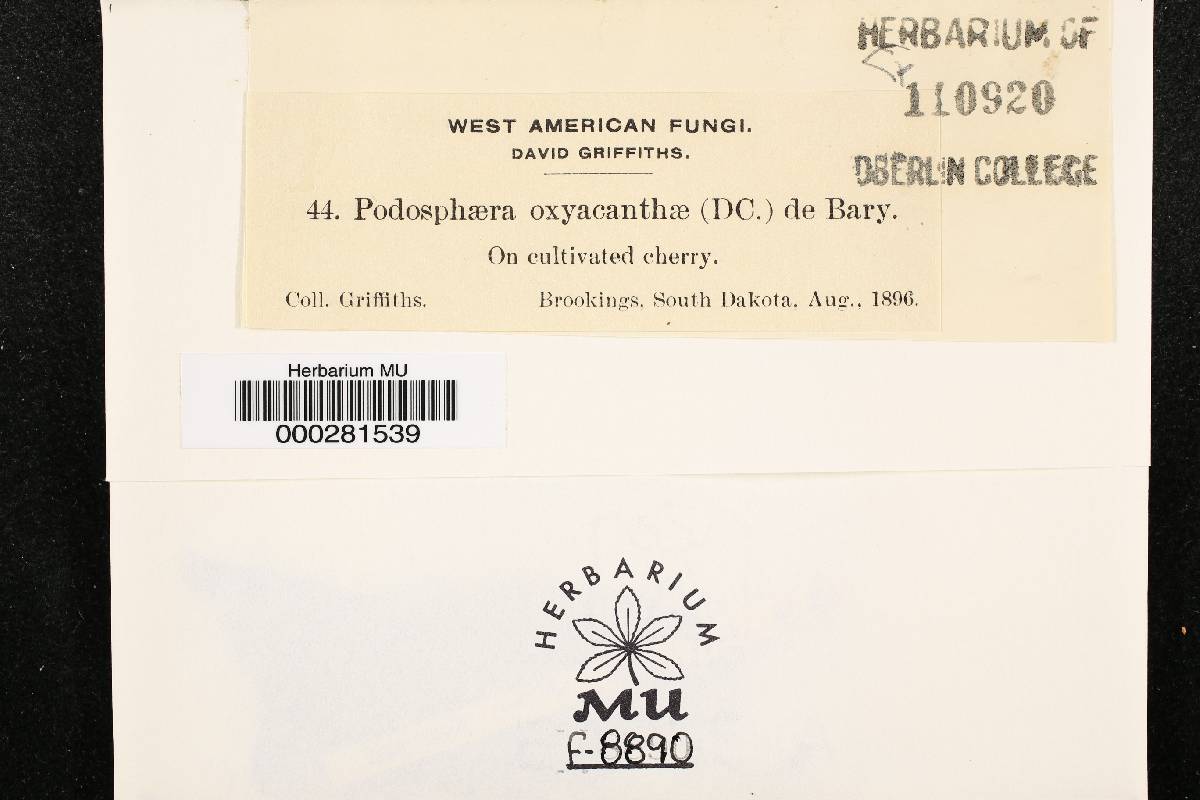 HERBARIUM OF
110920
OBERLIN COLLEGE
WEST AMERICAN FUNGI.
DAVID GRIFFITHS.
44. Podosphæra oxyacanthæ (DC.) de Bary.
On cultivated cherry.
Coll. Griffiths. Brookings, South Dakota, Aug., 1896.
Herbarium MU
000281539
HERBARIUM
MU
F-8890